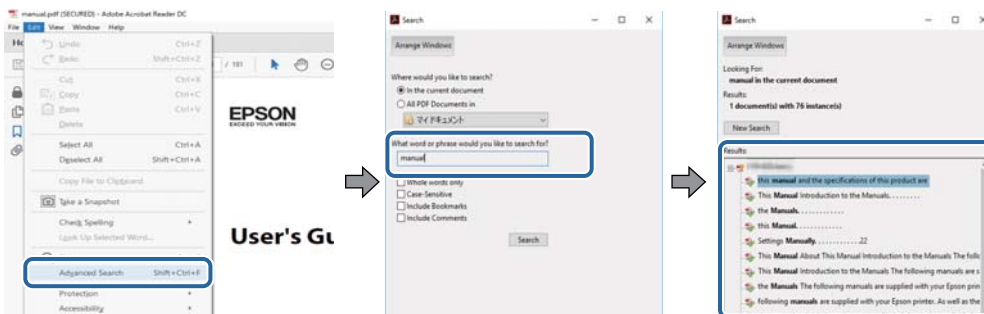 manual.pdf (SECURED) - Adobe Acrobat Reader DC
File Edit View Window Help
Undo Ctrl+Z
Redo Shift+Ctrl+Z
Cut Ctrl+X
Copy Ctrl+C
Paste Ctrl+V
Delete
Select All Ctrl+A
Deselect All Shift+Ctrl+A
Copy File to Clipboard
Take a Snapshot
Check Spelling
Look Up Selected Word...
Advanced Search Shift+Ctrl+F
Protection
Accessibility
/ 181
EPSON
EXCEED YOUR VISION
User's Gu
Search
Arrange Windows
Where would you like to search?
In the current document
All PDF Documents in
マイ ドキュメント
What word or phrase would you like to search for?
manual
Whole words only
Case-Sensitive
Include Bookmarks
Include Comments
Search
Search
Arrange Windows
Looking For:
manual in the current document
Results:
1 document(s) with 76 instance(s)
New Search
Results:
this manual and the specifications of this product are
This Manual Introduction to the Manuals. . . . . . . .
the Manuals. . . . . . . . . . . .
this Manual. . . . . . . . . . . .
Settings Manually. . . . . . . . . . . .22
This Manual About This Manual Introduction to the Manuals The follo
This Manual Introduction to the Manuals The following manuals are s
the Manuals The following manuals are supplied with your Epson prin
following manuals are supplied with your Epson printer. As well as the